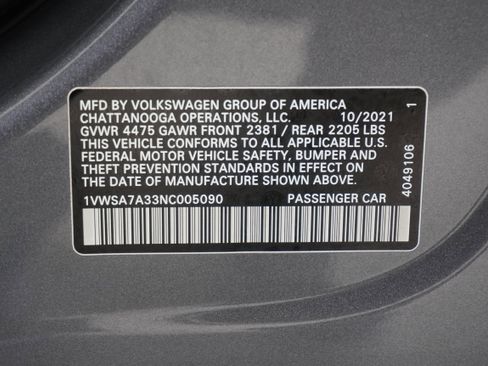 MFD BY VOLKSWAGEN GROUP OF AMERICA
CHATTANOOGA OPERATIONS, LLC. 10/2021
GVWR 4475 GAWR FRONT 2381 / REAR 2205 LBS
THIS VEHICLE CONFORMS TO ALL APPLICABLE U.S.
FEDERAL MOTOR VEHICLE SAFETY, BUMPER AND
THEFT PREVENTION STANDARDS IN EFFECT ON
THE DATE OF MANUFACTURE SHOWN ABOVE.
1VWSA7A33NC005090 PASSENGER CAR
4049106 1